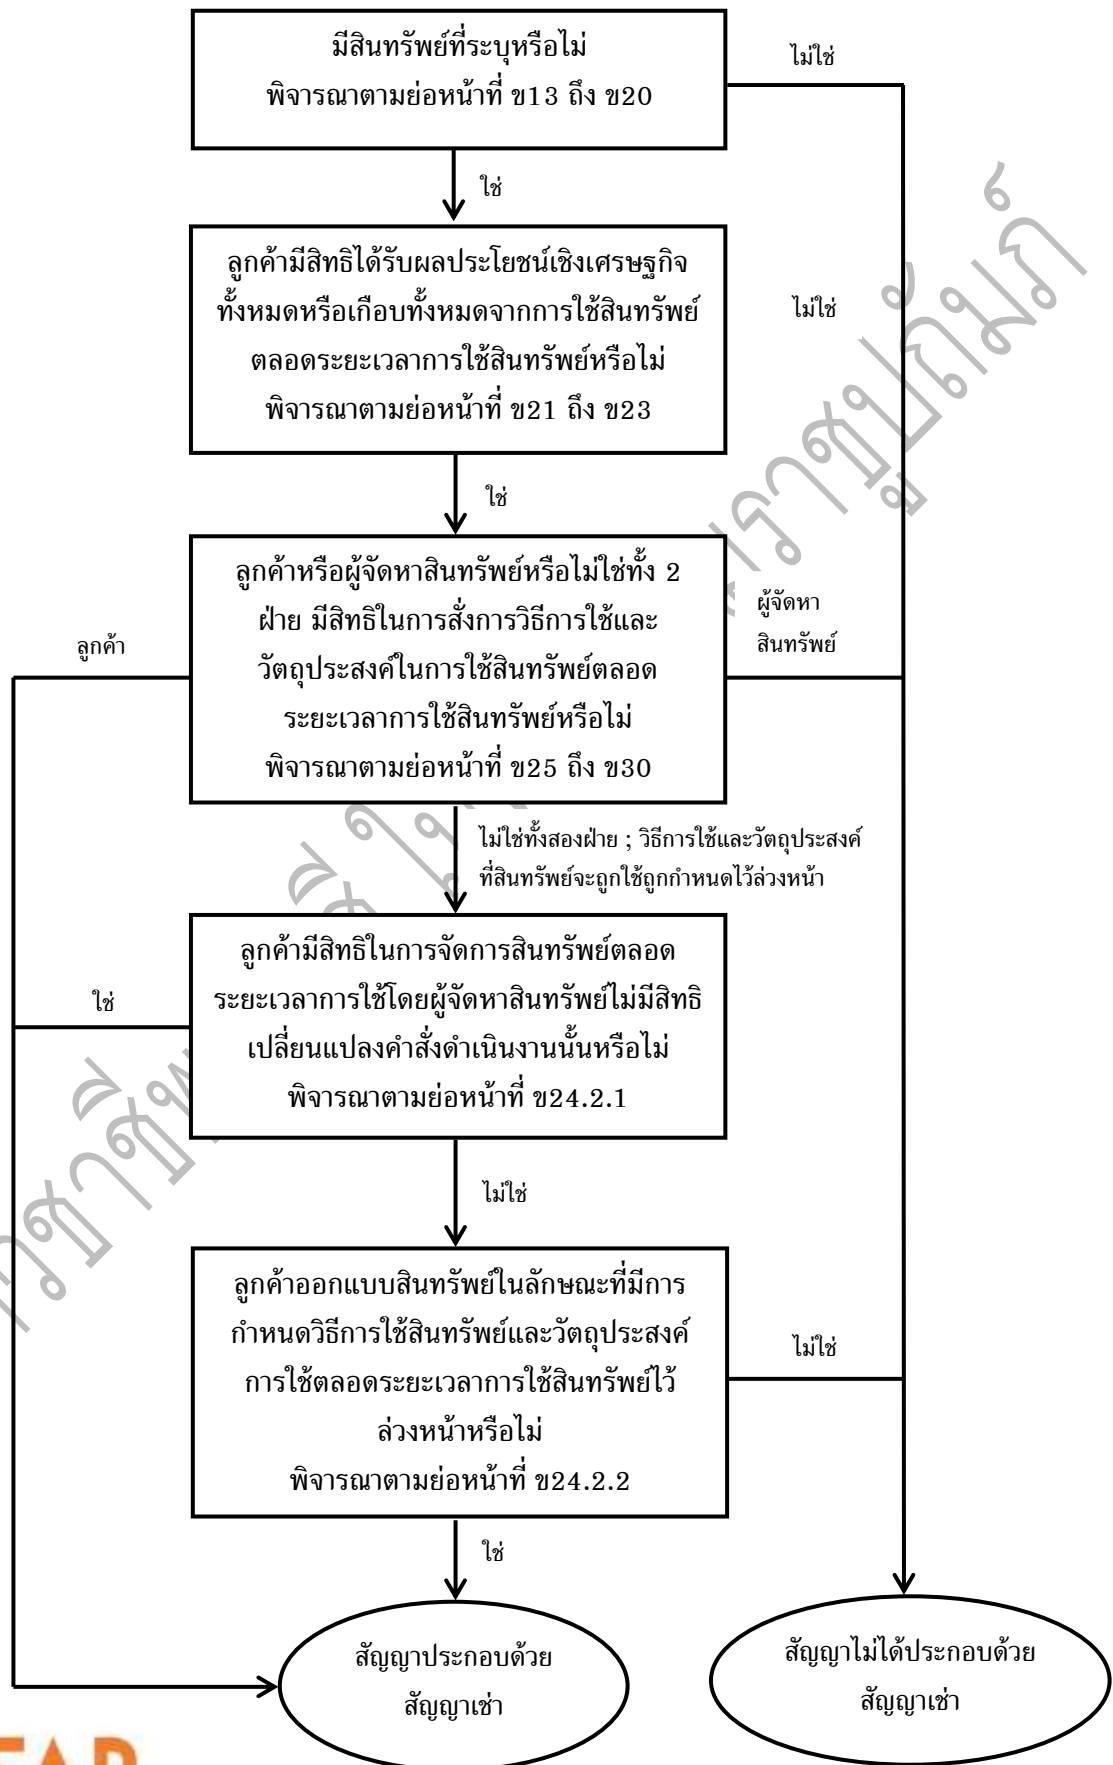 มีสินทรัพย์ที่ระบุหรือไม่
พิจารณาตามย่อหน้าที่ ข13 ถึง ข20
ไม่ใช่
ใช่
ลูกค้ามีสิทธิได้รับผลประโยชน์เชิงเศรษฐกิจ
ทั้งหมดหรือเกือบทั้งหมดจากการใช้สินทรัพย์
ตลอดระยะเวลาการใช้สินทรัพย์หรือไม่
พิจารณาตามย่อหน้าที่ ข21 ถึง ข23
ไม่ใช่
ใช่
ลูกค้าหรือผู้จัดหาสินทรัพย์หรือไม่ใช่ทั้ง 2
ฝ่าย มีสิทธิในการสั่งการวิธีการใช้และ
วัตถุประสงค์ในการใช้สินทรัพย์ตลอด
ระยะเวลาการใช้สินทรัพย์หรือไม่
พิจารณาตามย่อหน้าที่ ข25 ถึง ข30
ลูกค้า
ผู้จัดหา
สินทรัพย์
ไม่ใช่ทั้งสองฝ่าย ; วิธีการใช้และวัตถุประสงค์
ที่สินทรัพย์จะถูกใช้ถูกกำหนดไว้ล่วงหน้า
ลูกค้ามีสิทธิในการจัดการสินทรัพย์ตลอด
ระยะเวลาการใช้โดยผู้จัดหาสินทรัพย์ไม่มีสิทธิ
เปลี่ยนแปลงคำสั่งดำเนินงานนั้นหรือไม่
พิจารณาตามย่อหน้าที่ ข24.2.1
ใช่
ไม่ใช่
ลูกค้าออกแบบสินทรัพย์ในลักษณะที่มีการ
กำหนดวิธีการใช้สินทรัพย์และวัตถุประสงค์
การใช้ตลอดระยะเวลาการใช้สินทรัพย์ไว้
ล่วงหน้าหรือไม่
พิจารณาตามย่อหน้าที่ ข24.2.2
ไม่ใช่
ใช่
สัญญาประกอบด้วย
สัญญาเช่า
สัญญาไม่ได้ประกอบด้วย
สัญญาเช่า